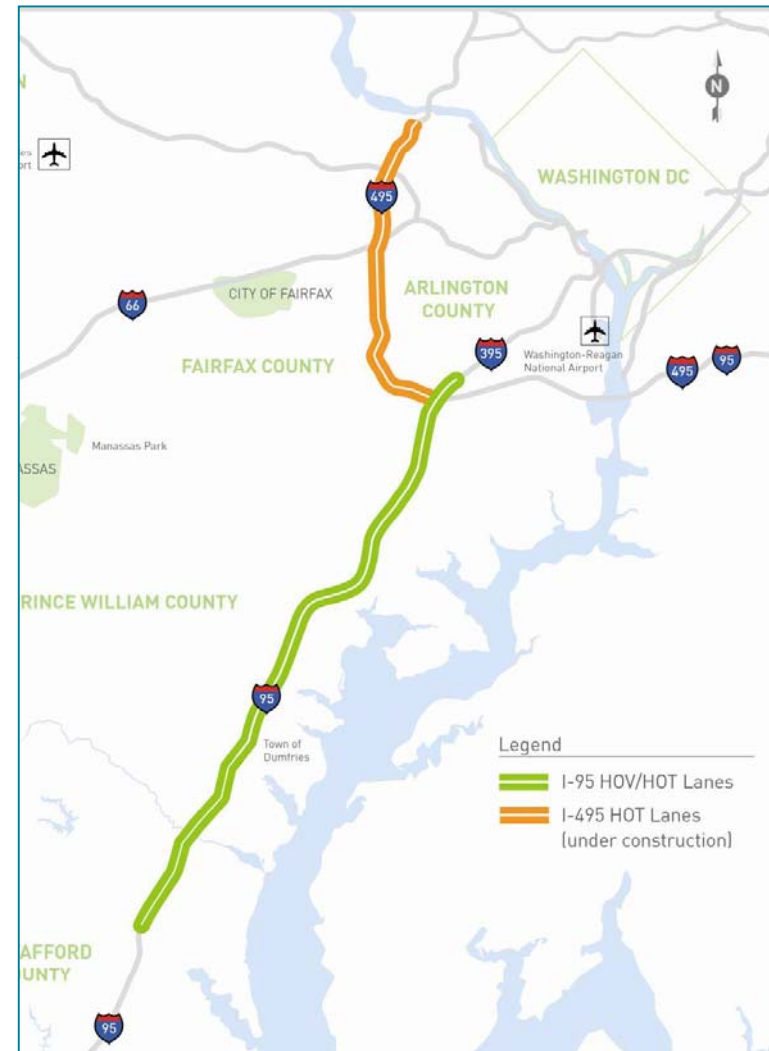 N
WASHINGTON DC
495
CITY OF FAIRFAX
ARLINGTON
COUNTY
66
FAIRFAX COUNTY
395
Washington-Reagan
National Airport
495
95
Manassas Park
ASSAS
RINCE WILLIAM COUNTY
95
Town of
Dumfries
Legend
I-95 HOV/HOT Lanes
I-495 HOT Lanes
(under construction)
AFFORD
UNTY
95